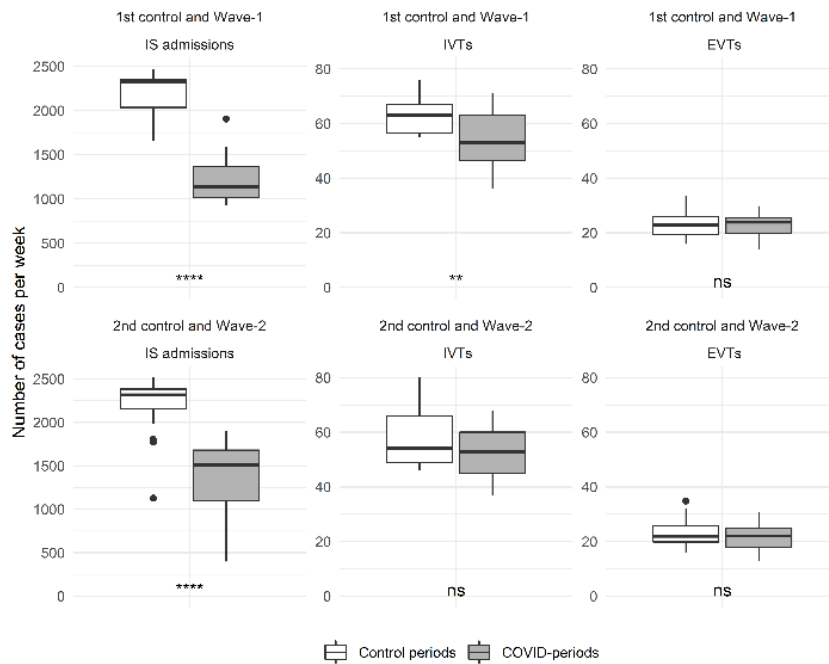 1st control and Wave-1
IS admissions
1st control and Wave-1
IVTs
1st control and Wave-1
EVTs
Number of cases per week
2500
2000
1500
1000
500
0
****
80
60
40
20
0
**
80
60
40
20
0
ns
2nd control and Wave-2
IS admissions
2nd control and Wave-2
IVTs
2nd control and Wave-2
EVTs
2500
2000
1500
1000
500
0
****
80
60
40
20
0
ns
80
60
40
20
0
ns
Control periods
COVID-periods